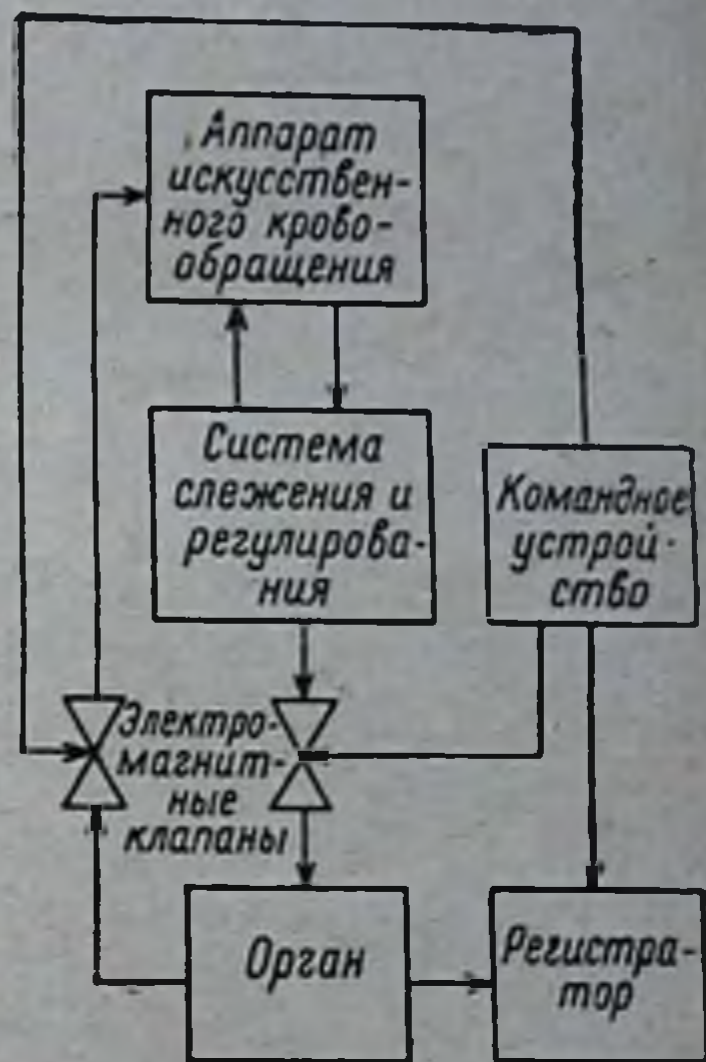 Аппарат
искусствен-
ного крово-
обращения
Система
слежения и
регулирова-
ния
Командное
устрой-
ство
Электро-
магнит-
ные
клапаны
Орган
Регистра-
тор